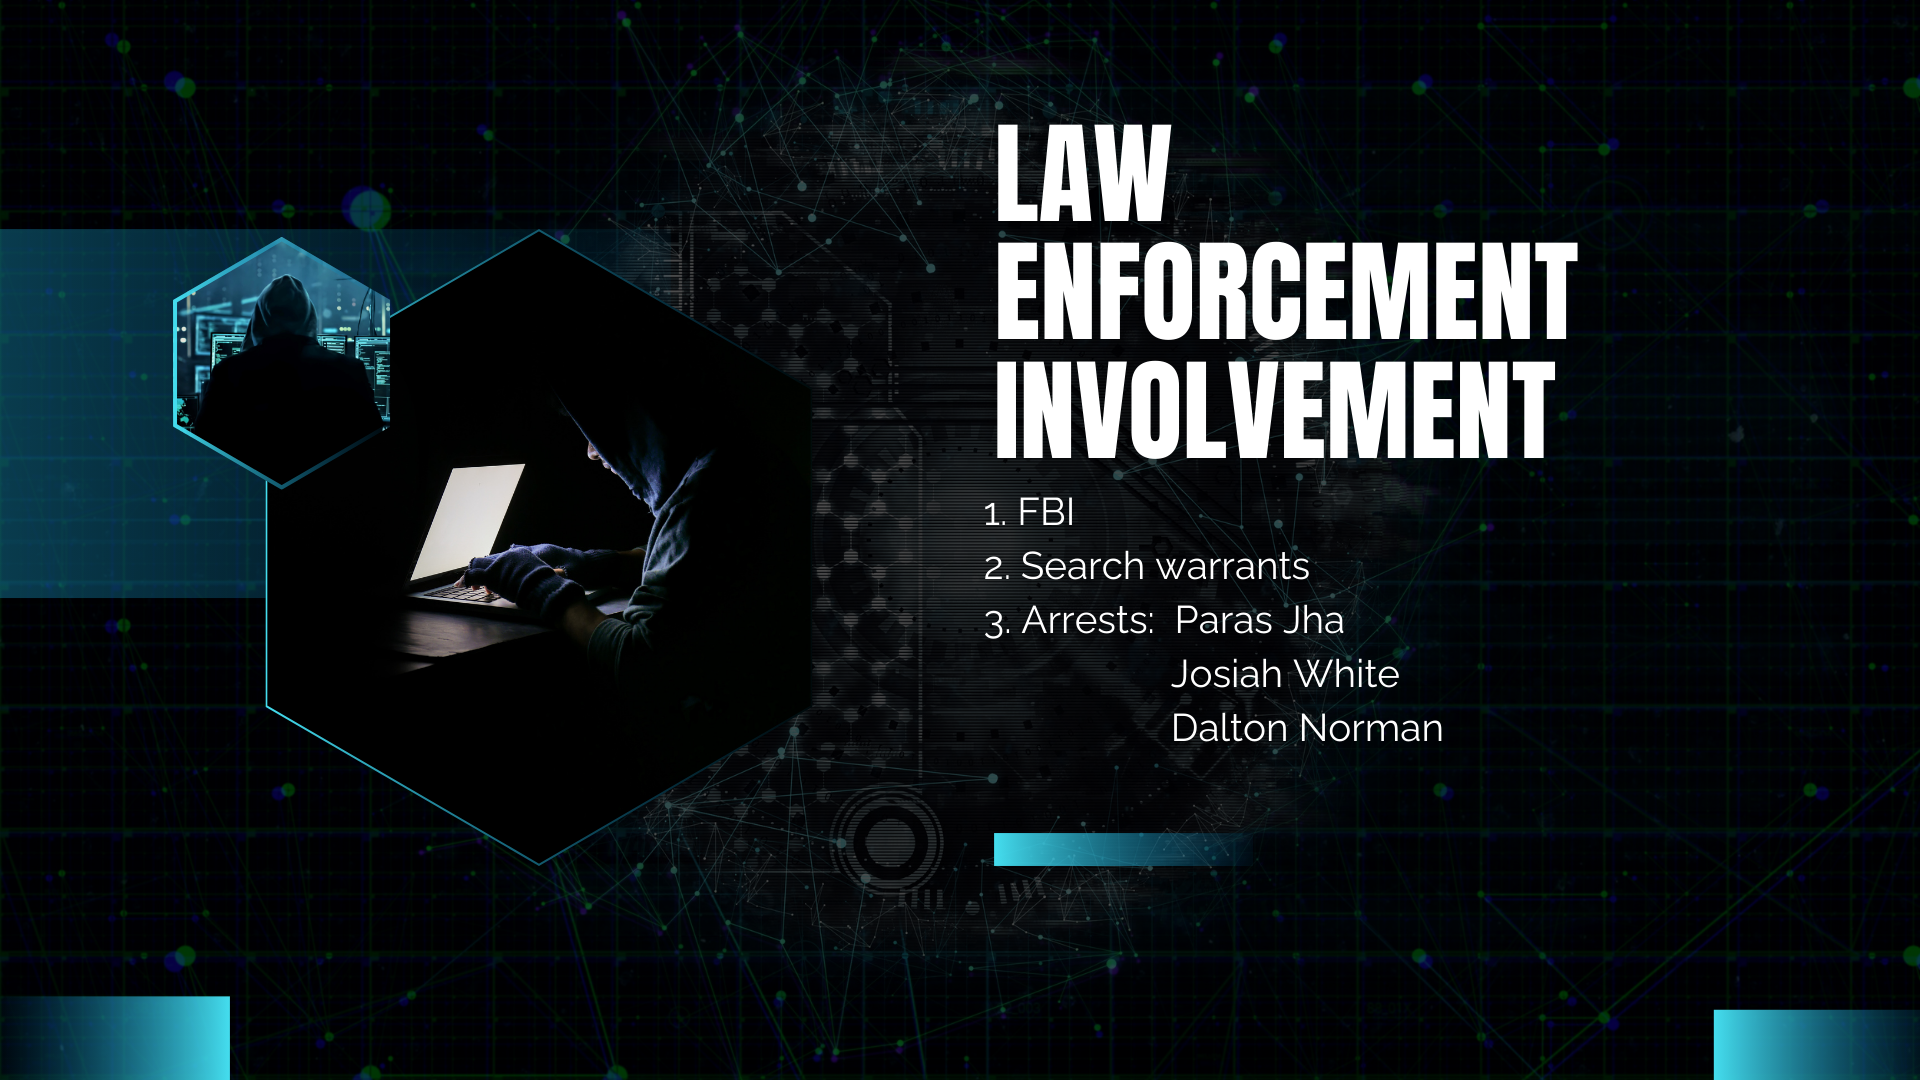 LAW
ENFORCEMENT
INVOLVEMENT
1. FBI
2. Search warrants
3. Arrests: Paras Jha
Josiah White
Dalton Norman